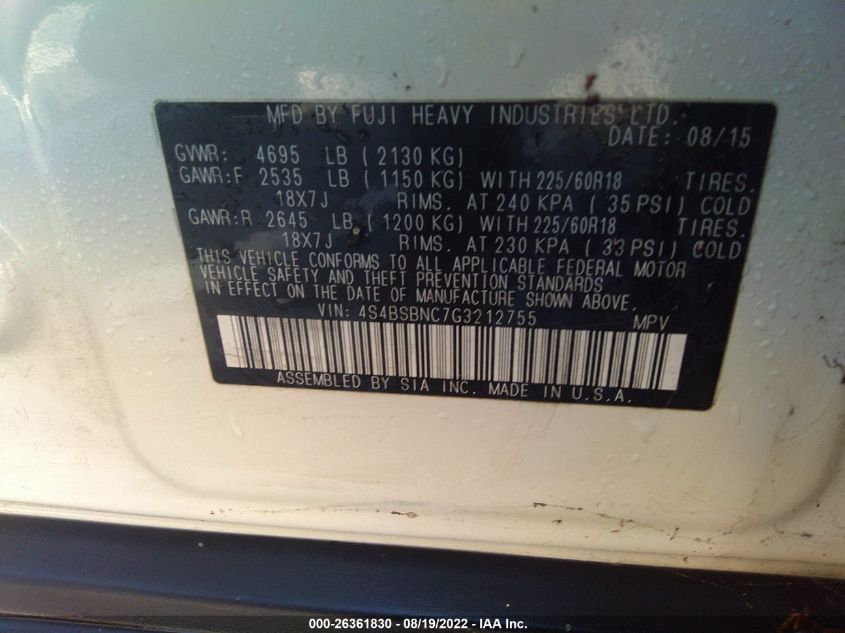 MFD BY FUJI HEAVY INDUSTRIES LTD.
DATE: 08/15
GVWR: 4695 LB ( 2130 KG)
GAWR:F 2535 LB ( 1150 KG) WITH 225/60R18 TIRES.
18X7J RIMS. AT 240 KPA ( 35 PSI) COLD
GAWR:R 2645 LB ( 1200 KG) WITH 225/60R18 TIRES.
18X7J RIMS. AT 230 KPA ( 33 PSI) COLD
THIS VEHICLE CONFORMS TO ALL APPLICABLE FEDERAL MOTOR
VEHICLE SAFETY AND THEFT PREVENTION STANDARDS
IN EFFECT ON THE DATE OF MANUFACTURE SHOWN ABOVE.
VIN: 4S4BSBNC7G3212755 MPV
ASSEMBLED BY SIA INC. MADE IN U.S.A.
000-26361830 - 08/19/2022 - IAA Inc.